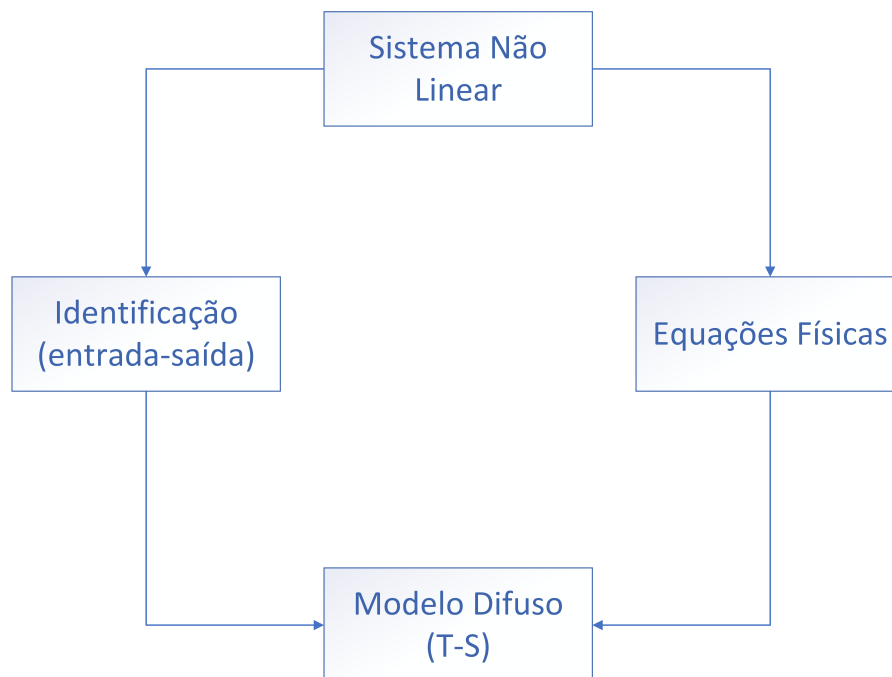 Sistema Não
Linear
Identificação
(entrada-saída)
Equações Físicas
Modelo Difuso
(T-S)